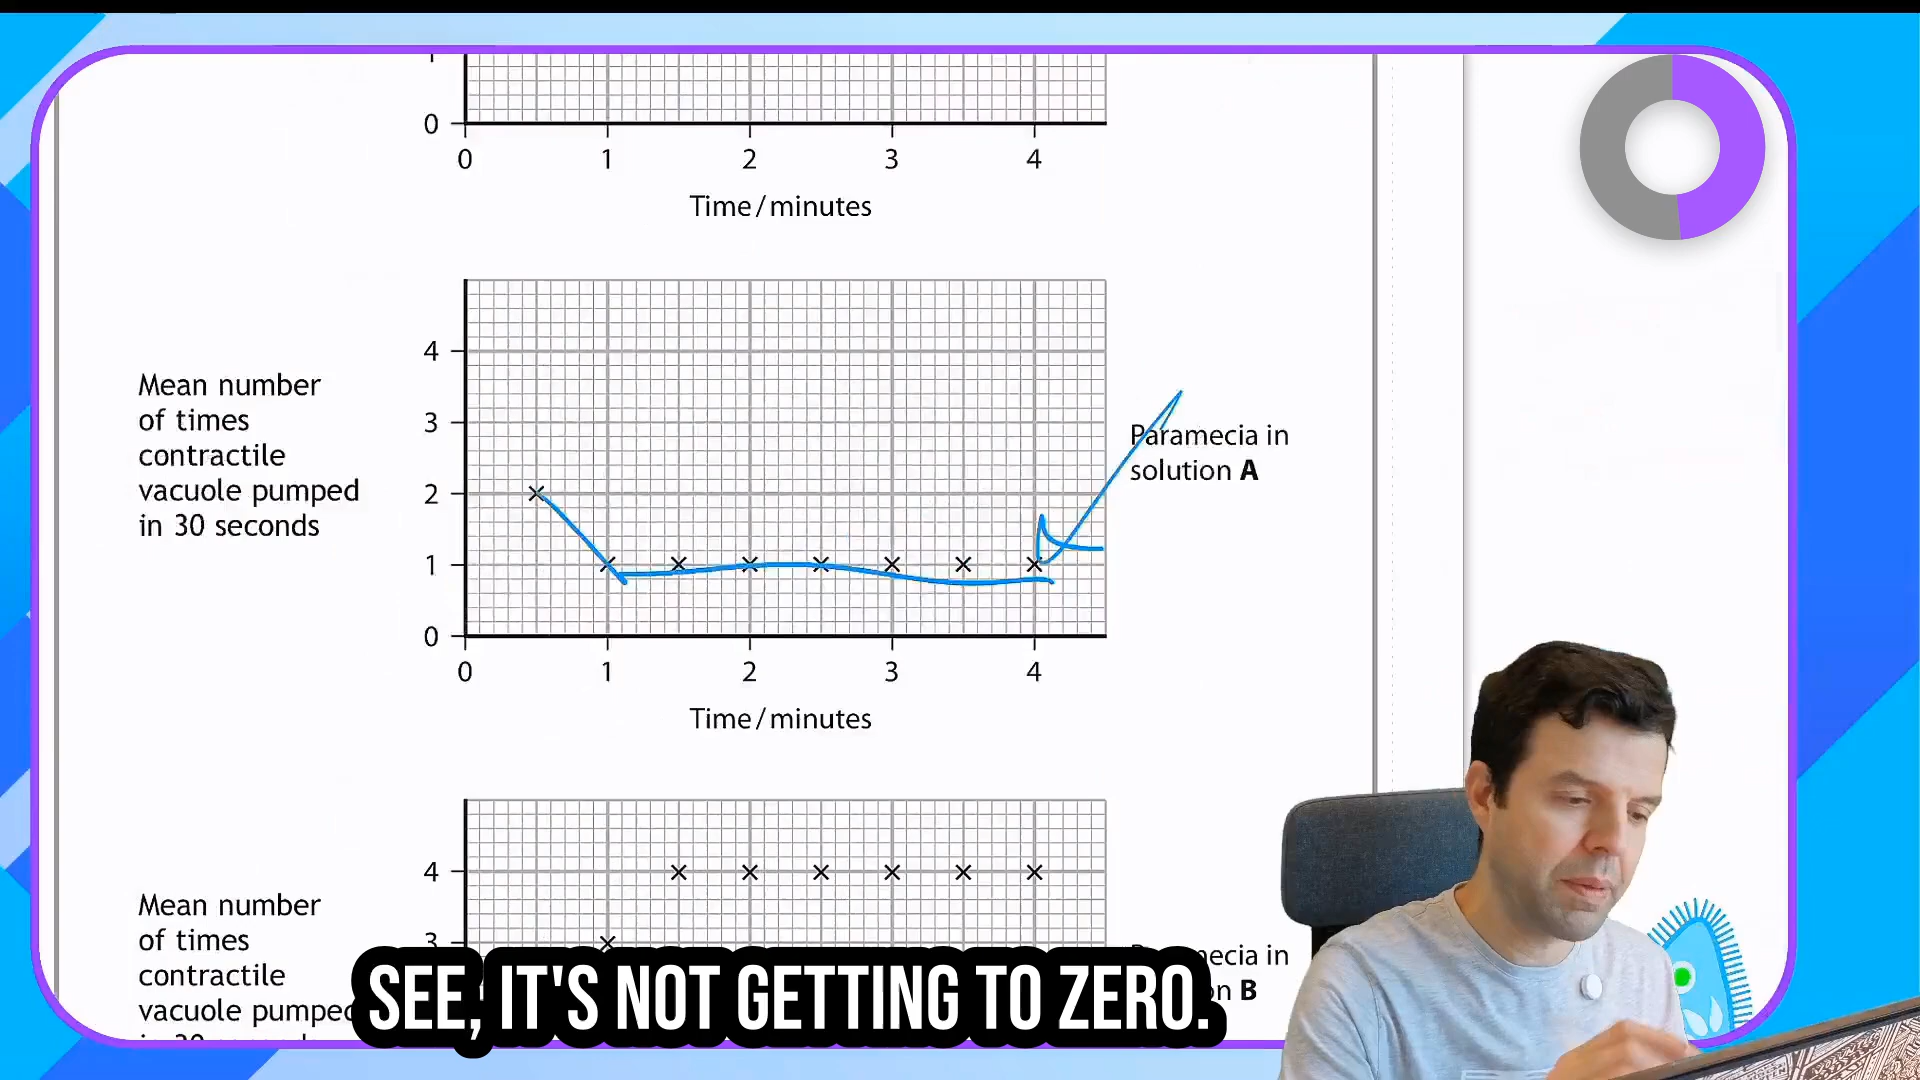 0
0 1 2 3 4
Time/minutes
Mean number
of times
contractile
vacuole pumped
in 30 seconds
4
3
2
1
0
0 1 2 3 4
Time/minutes
Paramecia in
solution A
Mean number
of times
contractile
vacuole pumped
4
3
B
SEE, IT'S NOT GETTING TO ZERO.